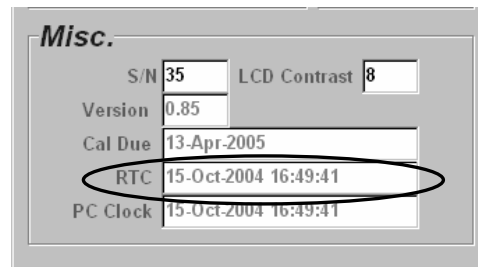 Misc.
S/N 35 LCD Contrast 8
Version 0.85
Cal Due 13-Apr-2005
RTC 15-Oct-2004 16:49:41
PC Clock 15-Oct-2004 16:49:41